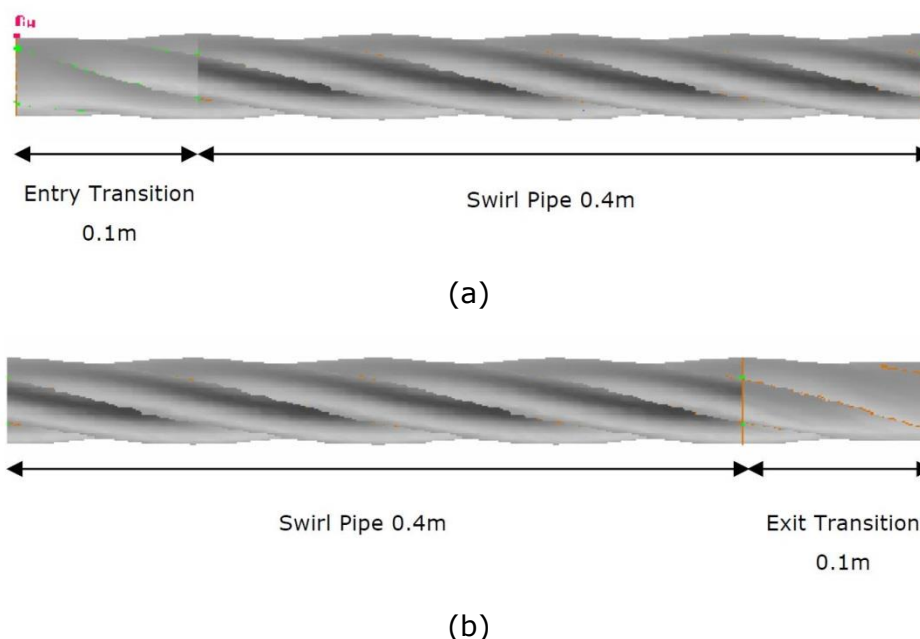 Entry Transition
0.1m
Swirl Pipe 0.4m
(a)
Swirl Pipe 0.4m
Exit Transition
0.1m
(b)